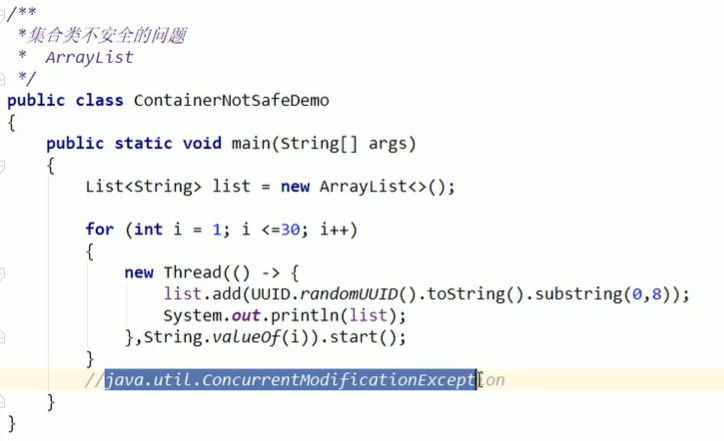 /**
 *集合类不安全的问题
 *  ArrayList
 */
public class ContainerNotSafeDemo
{
    public static void main(String[] args)
    {
        List<String> list = new ArrayList<>();

        for (int i = 1; i <=30; i++)
        {
            new Thread(() -> {
                list.add(UUID.randomUUID().toString().substring(0,8));
                System.out.println(list);
            },String.valueOf(i)).start();
        }
        //java.util.ConcurrentModificationException
    }
}